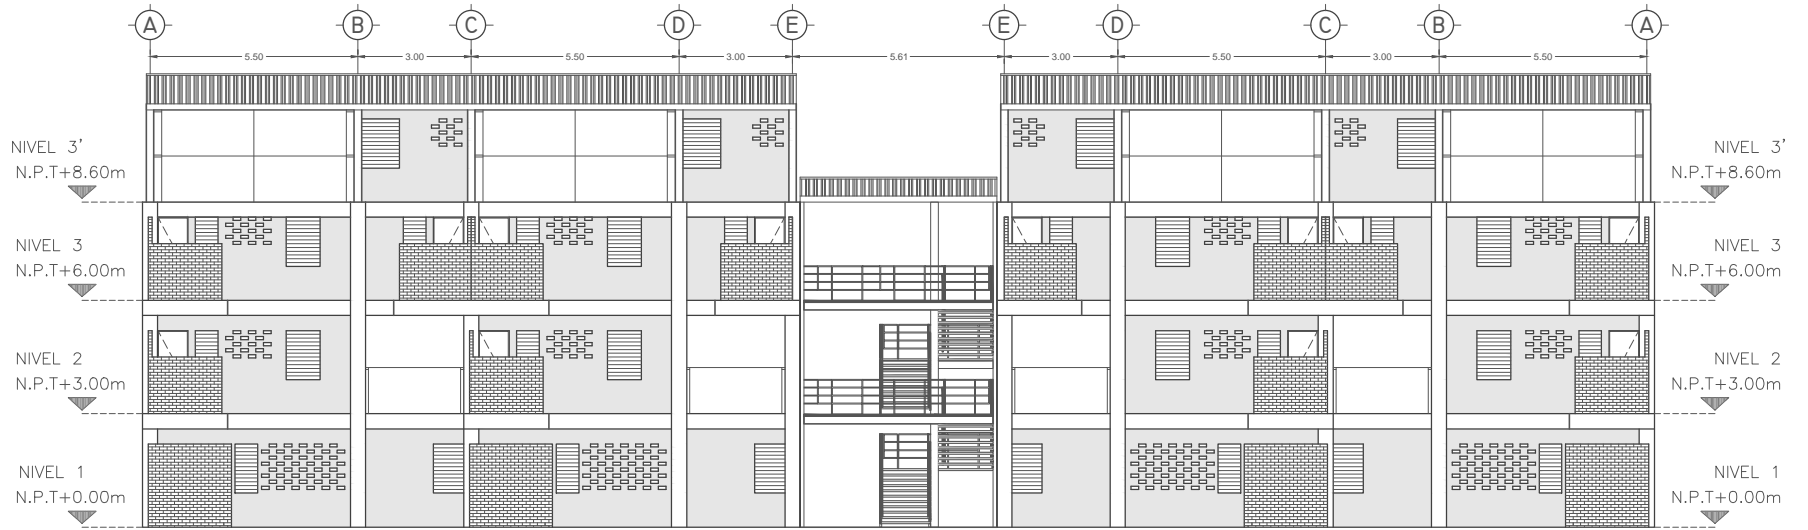 A B C D E E D C B A
5.50 3.00 5.50 3.00 5.61 3.00 5.50 3.00 5.50
NIVEL 3' NIVEL 3'
N.P.T+8.60m N.P.T+8.60m
NIVEL 3 NIVEL 3
N.P.T+6.00m N.P.T+6.00m
NIVEL 2 NIVEL 2
N.P.T+3.00m N.P.T+3.00m
NIVEL 1 NIVEL 1
N.P.T+0.00m N.P.T+0.00m